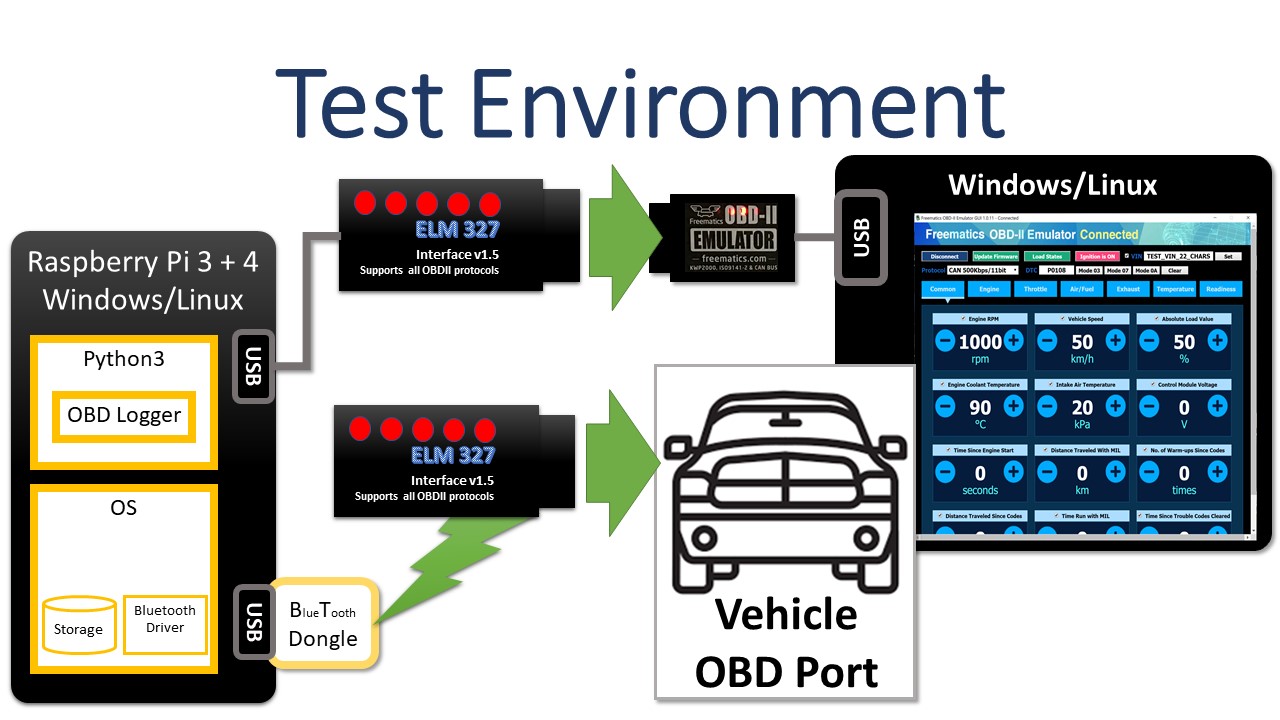 Test Environment
Raspberry Pi 3 + 4
Windows/Linux
Python3
OBD Logger
OS
Storage
Bluetooth
Driver
USB
USB
BlueTooth
Dongle
ELM 327
Interface v1.5
Supports all OBDII protocols
ELM 327
Interface v1.5
Supports all OBDII protocols
Freematics OBD-II
EMULATOR
freematics.com
KWP2000, ISO9141-2 & CAN BUS
Vehicle
OBD Port
USB
Windows/Linux
Freematics OBD-II Emulator GUI 1.0.11 - Connected
Freematics OBD-II Emulator Connected
Disconnect Update Firmware Load States Ignition is ON VIN TEST_VIN_22_CHARS Set
Protocol CAN 500Kbps/11bit DTC P0108 Mode 03 Mode 07 Mode 0A Clear
Common Engine Throttle Air/Fuel Exhaust Temperature Readiness
Engine RPM Vehicle Speed Absolute Load Value
1000 50 50
rpm km/h %
Engine Coolant Temperature Intake Air Temperature Control Module Voltage
90 20 0
°C kPa V
Time Since Engine Start Distance Traveled With MIL No. of Warm-ups Since Codes
0 0 0
seconds km times
Distance Traveled Since Codes Time Run with MIL Time Since Trouble Codes Cleared